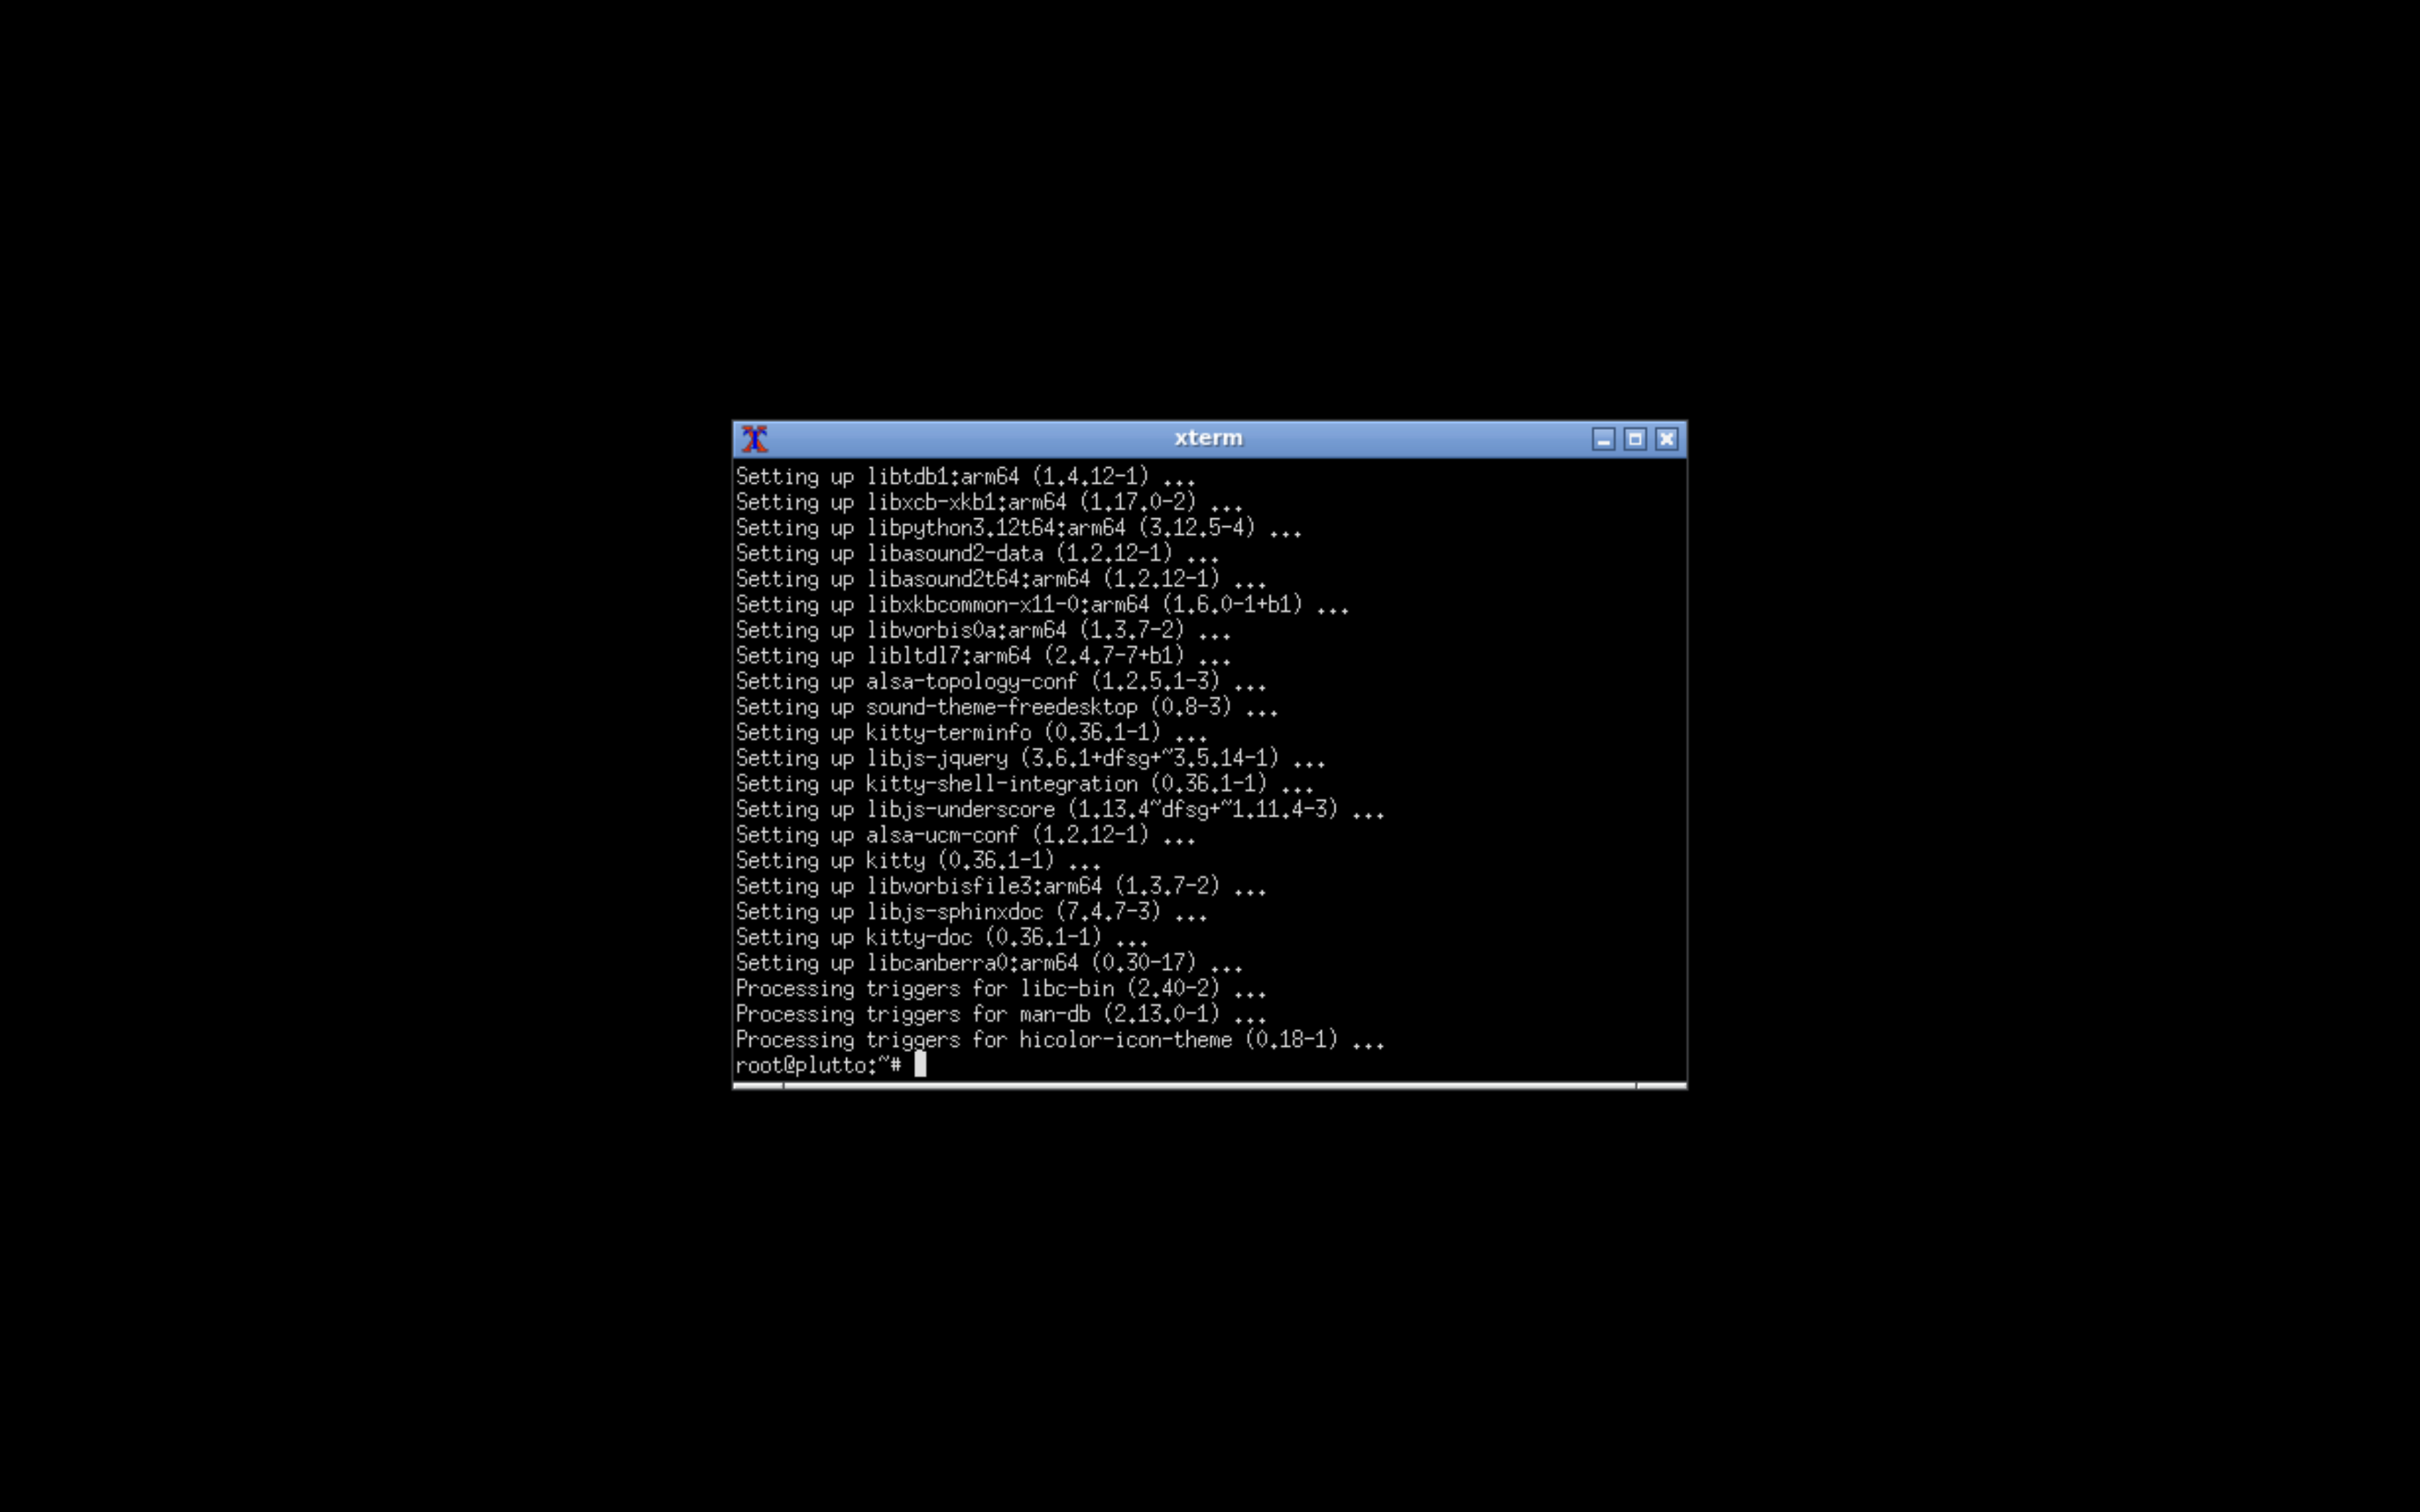 xterm
Setting up libtdb1:arm64 (1.4.12-1) ...
Setting up libxcb-xkb1:arm64 (1.17.0-2) ...
Setting up libpython3.12t64:arm64 (3.12.5-4) ...
Setting up libasound2-data (1.2.12-1) ...
Setting up libasound2t64:arm64 (1.2.12-1) ...
Setting up libxkbcommon-x11-0:arm64 (1.6.0-1+b1) ...
Setting up libvorbis0a:arm64 (1.3.7-2) ...
Setting up libltdl7:arm64 (2.4.7-7+b1) ...
Setting up alsa-topology-conf (1.2.5.1-3) ...
Setting up sound-theme-freedesktop (0.8-3) ...
Setting up kitty-terminfo (0.36.1-1) ...
Setting up libjs-jquery (3.6.1+dfsg+~3.5.14-1) ...
Setting up kitty-shell-integration (0.36.1-1) ...
Setting up libjs-underscore (1.13.4~dfsg+~1.11.4-3) ...
Setting up alsa-ucm-conf (1.2.12-1) ...
Setting up kitty (0.36.1-1) ...
Setting up libvorbisfile3:arm64 (1.3.7-2) ...
Setting up libjs-sphinxdoc (7.4.7-3) ...
Setting up kitty-doc (0.36.1-1) ...
Setting up libcanberra0:arm64 (0.30-17) ...
Processing triggers for libc-bin (2.40-2) ...
Processing triggers for man-db (2.13.0-1) ...
Processing triggers for hicolor-icon-theme (0.18-1) ...
root@plutto:~#